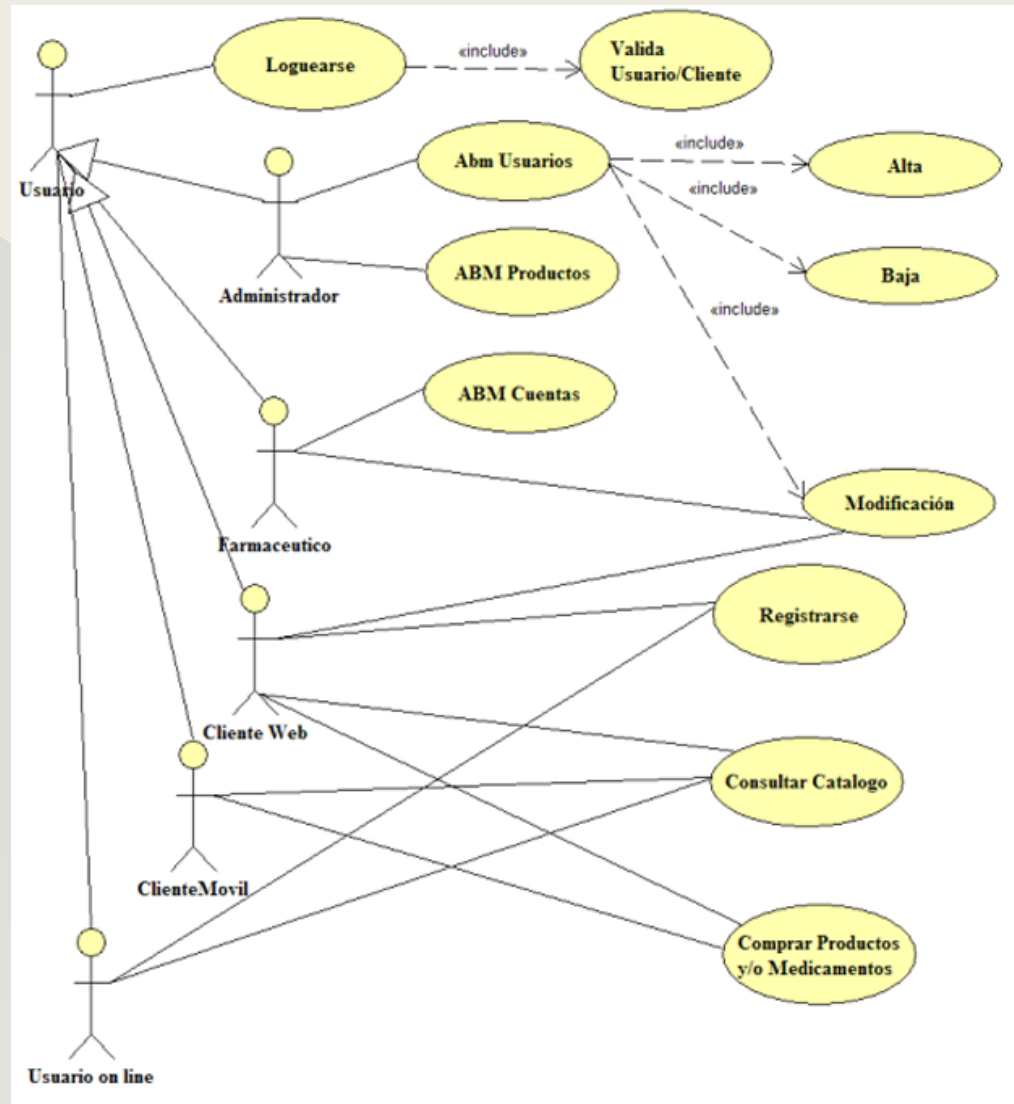 Loguearse
«include»
Valida
Usuario/Cliente
Usuario
Abm Usuarios
«include»
Alta
«include»
Baja
Administrador
ABM Productos
«include»
ABM Cuentas
Modificación
Farmaceutico
Registrarse
Cliente Web
Consultar Catalogo
ClienteMovil
Comprar Productos
y/o Medicamentos
Usuario on line